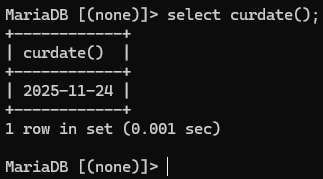 MariaDB [(none)]> select curdate();
+------------+
| curdate()  |
+------------+
| 2025-11-24 |
+------------+
1 row in set (0.001 sec)

MariaDB [(none)]>